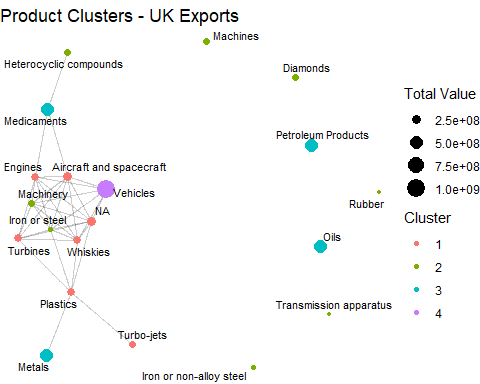 Product Clusters - UK Exports
Machines
Heterocyclic compounds
Diamonds
Medicaments
Petroleum Products
Engines
Aircraft and spacecraft
Machinery
Vehicles
Rubber
NA
Iron or steel
Oils
Turbines
Whiskies
Plastics
Transmission apparatus
Turbo-jets
Metals
Iron or non-alloy steel
Total Value
2.5e+08
5.0e+08
7.5e+08
1.0e+09
Cluster
1
2
3
4